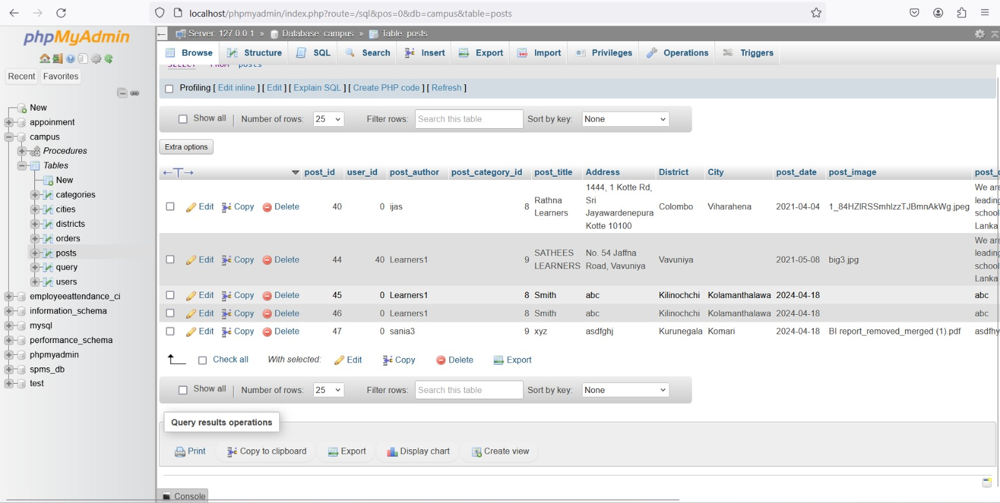 localhost/phpmyadmin/index.php?route=/sql&pos=0&db=campus&table=posts
phpMyAdmin
Recent Favorites
New
appoinment
campus
Procedures
Tables
New
categories
cities
districts
orders
posts
query
users
employeeattendance_ci
information_schema
mysql
performance_schema
phpmyadmin
spms_db
test
Server: 127.0.0.1 » Database: campus » Table: posts
Browse Structure SQL Search Insert Export Import Privileges Operations Triggers
SELECT * FROM `posts`
Profiling [ Edit inline ] [ Edit ] [ Explain SQL ] [ Create PHP code ] [ Refresh ]
Show all Number of rows: 25 Filter rows: Search this table Sort by key: None
Extra options
post_id user_id post_author post_category_id post_title Address District City post_date post_image
Edit Copy Delete 40 0 ijas 8 Rathna Learners 1444, 1 Kotte Rd, Sri Jayawardenepura Kotte 10100 Colombo Viharahena 2021-04-04 1_84HZIRSSmhlzzTJBmnAkWg.jpeg We are leading school Lanka
Edit Copy Delete 44 40 Learners1 9 SATHEES LEARNERS No. 54 Jaffna Road, Vavuniya Vavuniya 2021-05-08 big3.jpg We are leading school Lanka
Edit Copy Delete 45 0 Learners1 8 Smith abc Kilinochchi Kolamanthalawa 2024-04-18 abc
Edit Copy Delete 46 0 Learners1 8 Smith abc Kilinochchi Kolamanthalawa 2024-04-18 abc
Edit Copy Delete 47 0 sania3 9 xyz asdfghj Kurunegala Komari 2024-04-18 BI report_removed_merged (1).pdf asdfhy
Check all With selected: Edit Copy Delete Export
Show all Number of rows: 25 Filter rows: Search this table Sort by key: None
Query results operations
Print Copy to clipboard Export Display chart Create view
Console